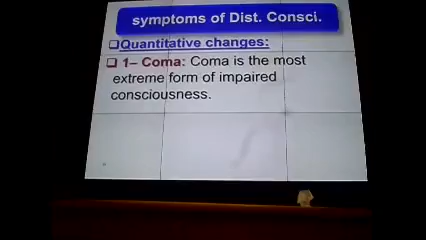 symptoms of Dist. Consci.
❑Quantitative changes:
❑ 1– Coma: Coma is the most
extreme form of impaired
consciousness.